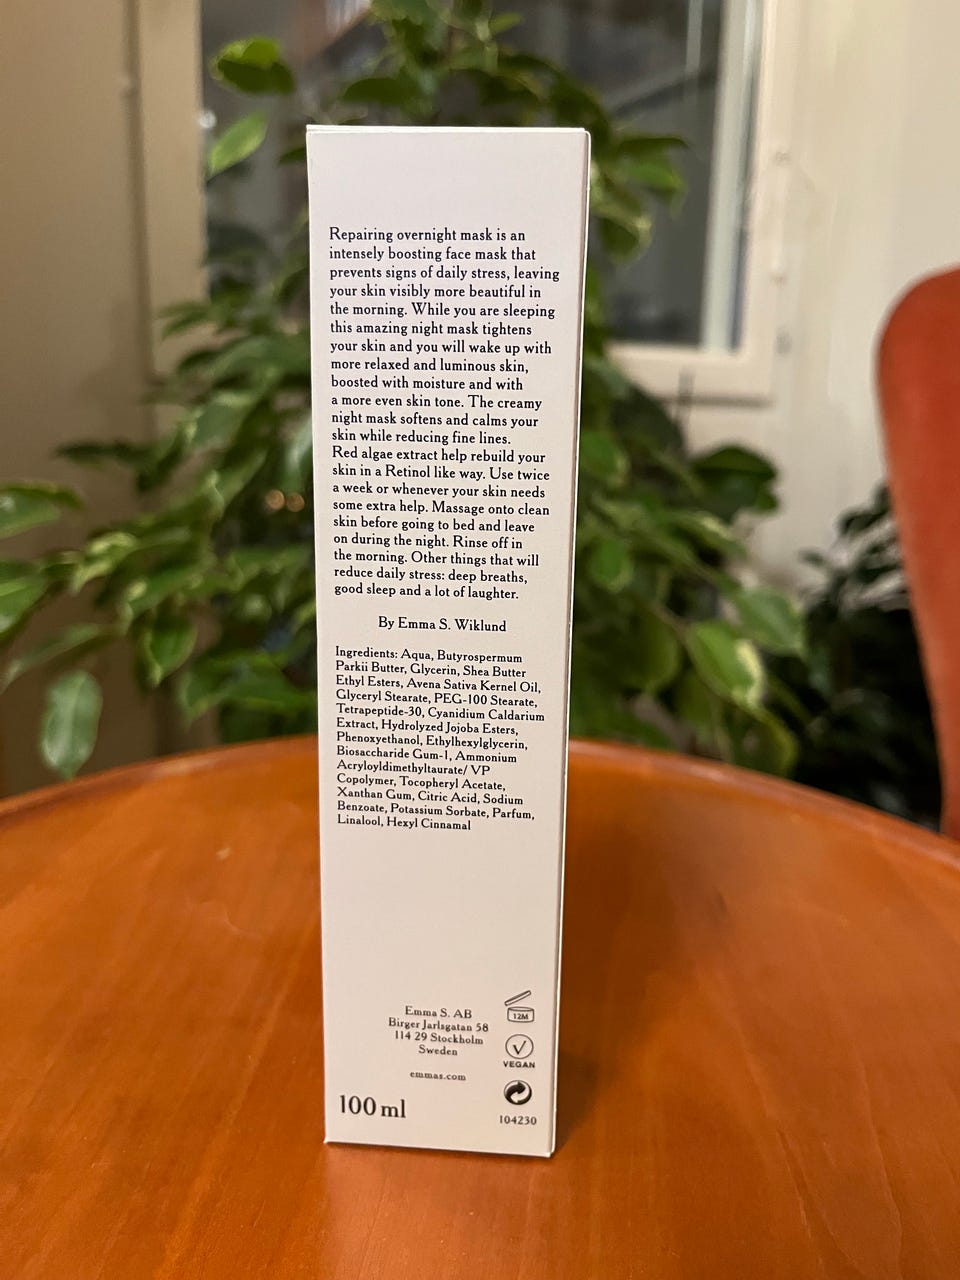 Repairing overnight mask is an
intensely boosting face mask that
prevents signs of daily stress, leaving
your skin visibly more beautiful in
the morning. While you are sleeping
this amazing night mask tightens
your skin and you will wake up with
more relaxed and luminous skin,
boosted with moisture and with
a more even skin tone. The creamy
night mask softens and calms your
skin while reducing fine lines.
Red algae extract help rebuild your
skin in a Retinol like way. Use twice
a week or whenever your skin needs
some extra help. Massage onto clean
skin before going to bed and leave
on during the night. Rinse off in
the morning. Other things that will
reduce daily stress: deep breaths,
good sleep and a lot of laughter.
By Emma S. Wiklund
Ingredients: Aqua, Butyrospermum
Parkii Butter, Glycerin, Shea Butter
Ethyl Esters, Avena Sativa Kernel Oil,
Glyceryl Stearate, PEG-100 Stearate,
Tetrapeptide-30, Cyanidium Caldarium
Extract, Hydrolyzed Jojoba Esters,
Phenoxyethanol, Ethylhexylglycerin,
Biosaccharide Gum-1, Ammonium
Acryloyldimethyltaurate/ VP
Copolymer, Tocopheryl Acetate,
Xanthan Gum, Citric Acid, Sodium
Benzoate, Potassium Sorbate, Parfum,
Linalool, Hexyl Cinnamal
Emma S. AB
Birger Jarlsgatan 58
114 29 Stockholm
Sweden
emmas.com
100 ml
12M
VEGAN
104230